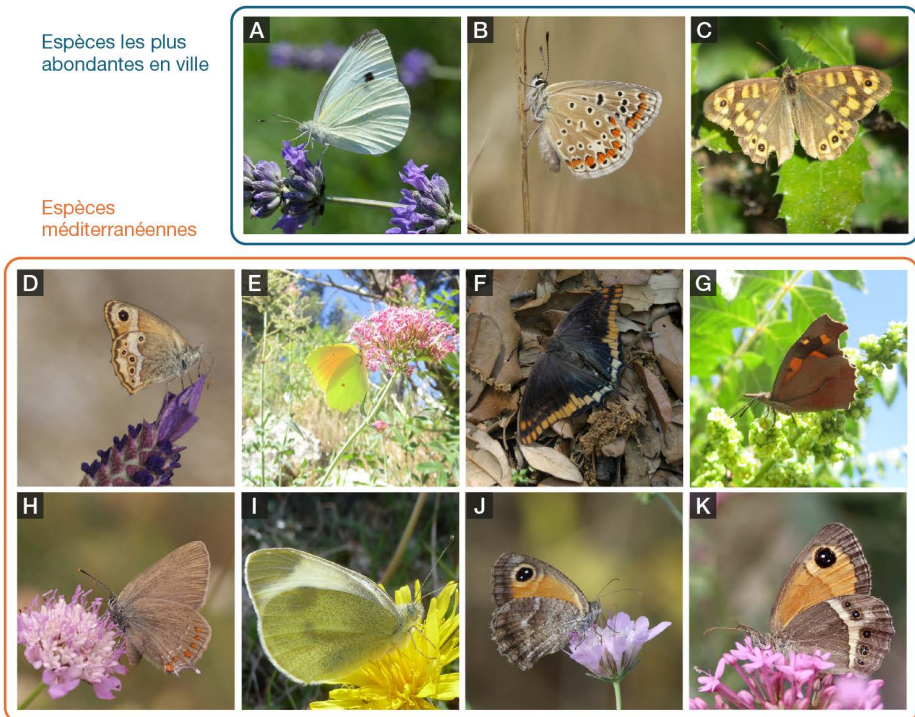 Espèces les plus
abondantes en ville
A
B
C
Espèces
méditerranéennes
D
E
F
G
H
I
J
K